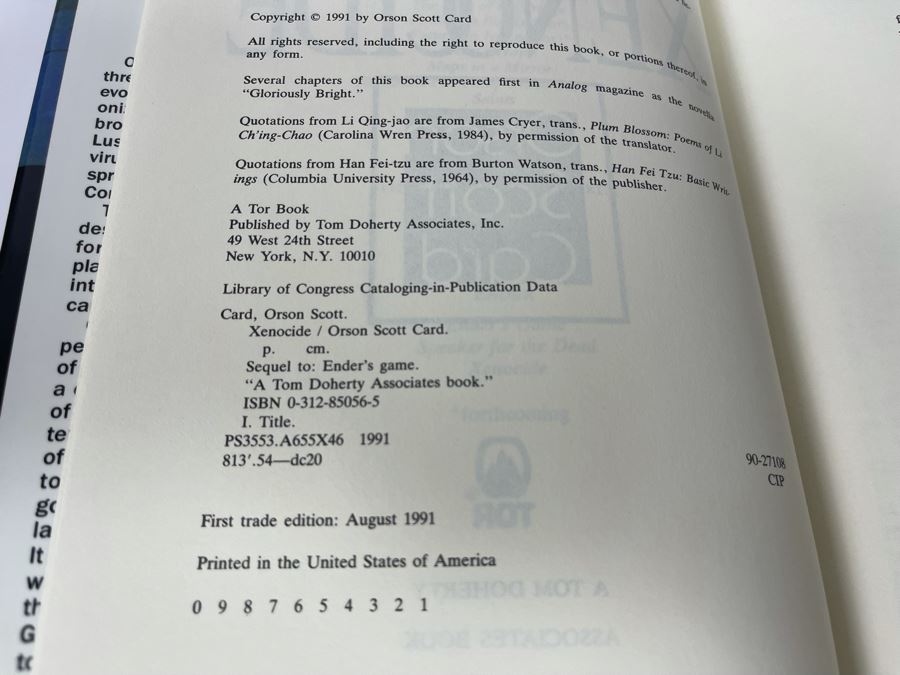 Copyright © 1991 by Orson Scott Card
All rights reserved, including the right to reproduce this book, or portions thereof, in
any form.
Several chapters of this book appeared first in Analog magazine as the novella
“Gloriously Bright.”
Quotations from Li Qing-jao are from James Cryer, trans., Plum Blossom: Poems of Li
Ch'ing-Chao (Carolina Wren Press, 1984), by permission of the translator.
Quotations from Han Fei-tzu are from Burton Watson, trans., Han Fei Tzu: Basic Writ-
ings (Columbia University Press, 1964), by permission of the publisher.
A Tor Book
Published by Tom Doherty Associates, Inc.
49 West 24th Street
New York, N.Y. 10010
Library of Congress Cataloging-in-Publication Data
Card, Orson Scott.
Xenocide / Orson Scott Card.
p. cm.
Sequel to: Ender's game.
“A Tom Doherty Associates book.”
ISBN 0-312-85056-5
I. Title.
PS3553.A655X46 1991
813'.54—dc20
90-27108
CIP
First trade edition: August 1991
Printed in the United States of America
0 9 8 7 6 5 4 3 2 1